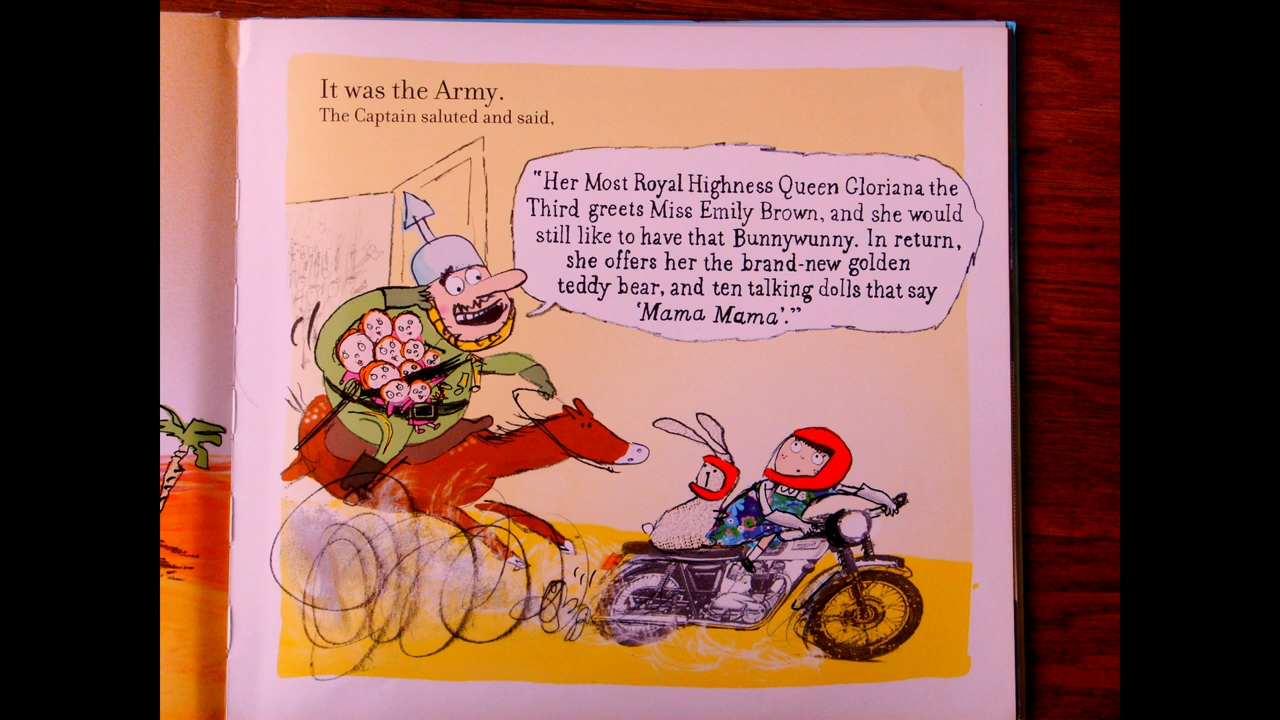 It was the Army.
The Captain saluted and said,
"Her Most Royal Highness Queen Gloriana the
Third greets Miss Emily Brown, and she would
still like to have that Bunnywunny. In return,
she offers her the brand-new golden
teddy bear, and ten talking dolls that say
'Mama Mama'."